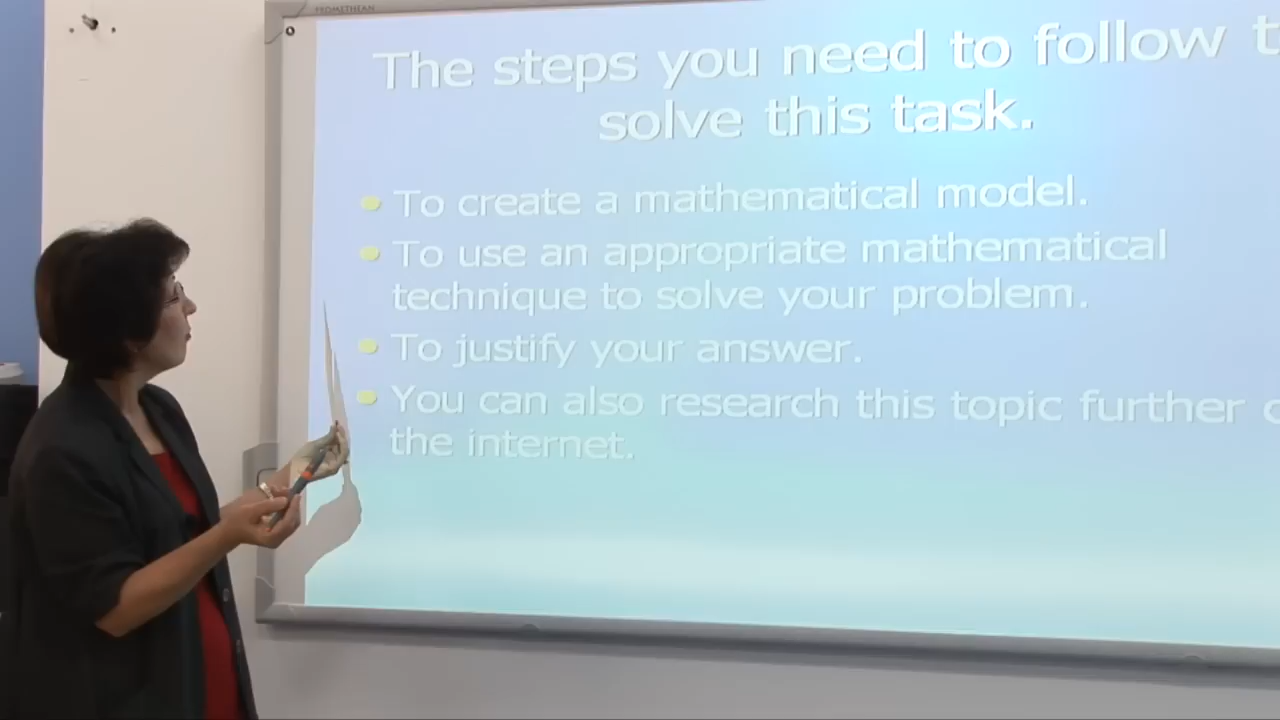 PROMETHEAN
The steps you need to follow t
solve this task.
To create a mathematical model.
To use an appropriate mathematical
technique to solve your problem.
To justify your answer.
You can also research this topic further o
the internet.